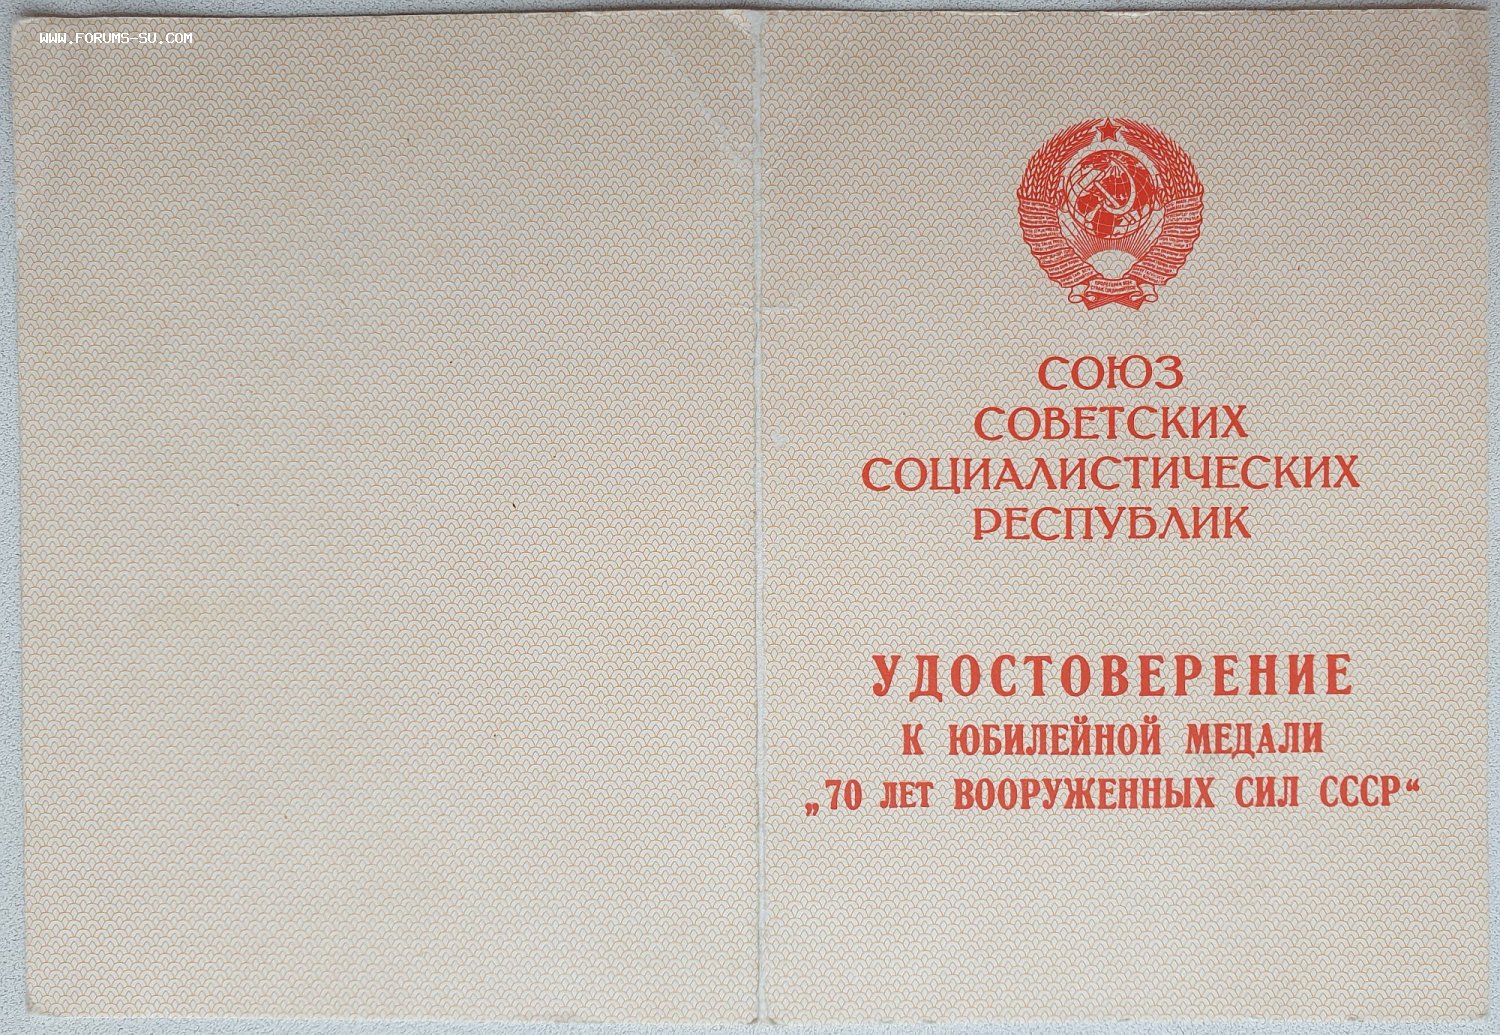 WWW.FORUMS-SU.COM
СОЮЗ
СОВЕТСКИХ
СОЦИАЛИСТИЧЕСКИХ
РЕСПУБЛИК
УДОСТОВЕРЕНИЕ
К ЮБИЛЕЙНОЙ МЕДАЛИ
„70 ЛЕТ ВООРУЖЕННЫХ СИЛ СССР“